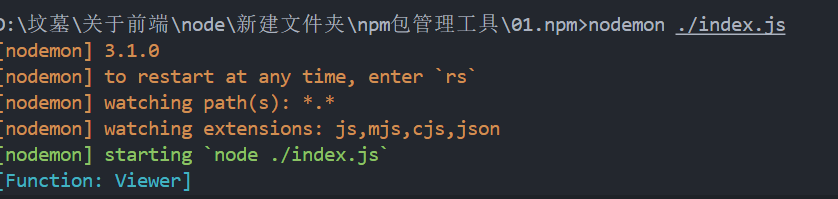 D:\坟墓\关于前端\node\新建文件夹\npm包管理工具\01.npm>nodemon ./index.js
[nodemon] 3.1.0
[nodemon] to restart at any time, enter `rs`
[nodemon] watching path(s): *.*
[nodemon] watching extensions: js,mjs,cjs,json
[nodemon] starting `node ./index.js`
[Function: Viewer]